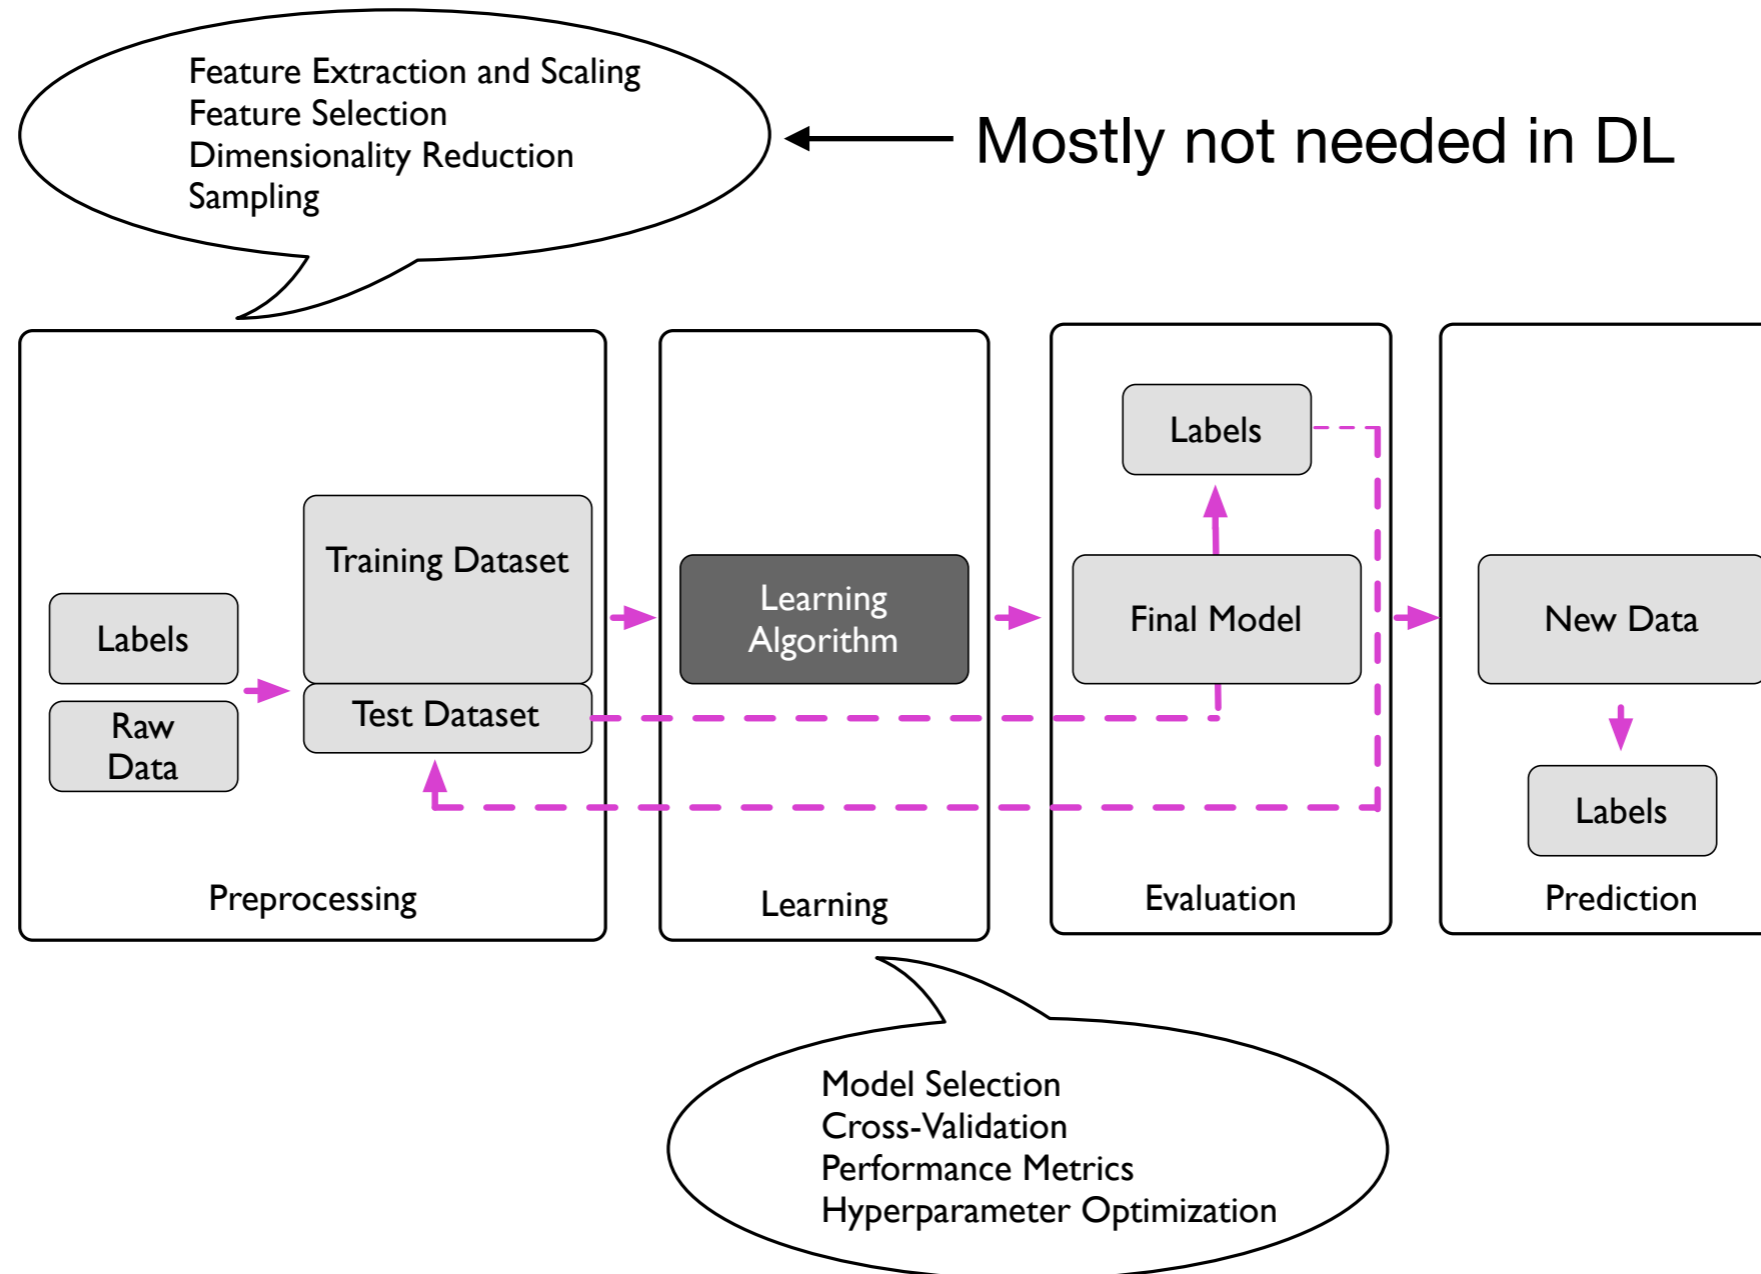 Feature Extraction and Scaling
Feature Selection
Dimensionality Reduction
Sampling
Mostly not needed in DL
Labels
Raw
Data
Training Dataset
Test Dataset
Preprocessing
Learning
Algorithm
Learning
Labels
Final Model
Evaluation
New Data
Labels
Prediction
Model Selection
Cross-Validation
Performance Metrics
Hyperparameter Optimization